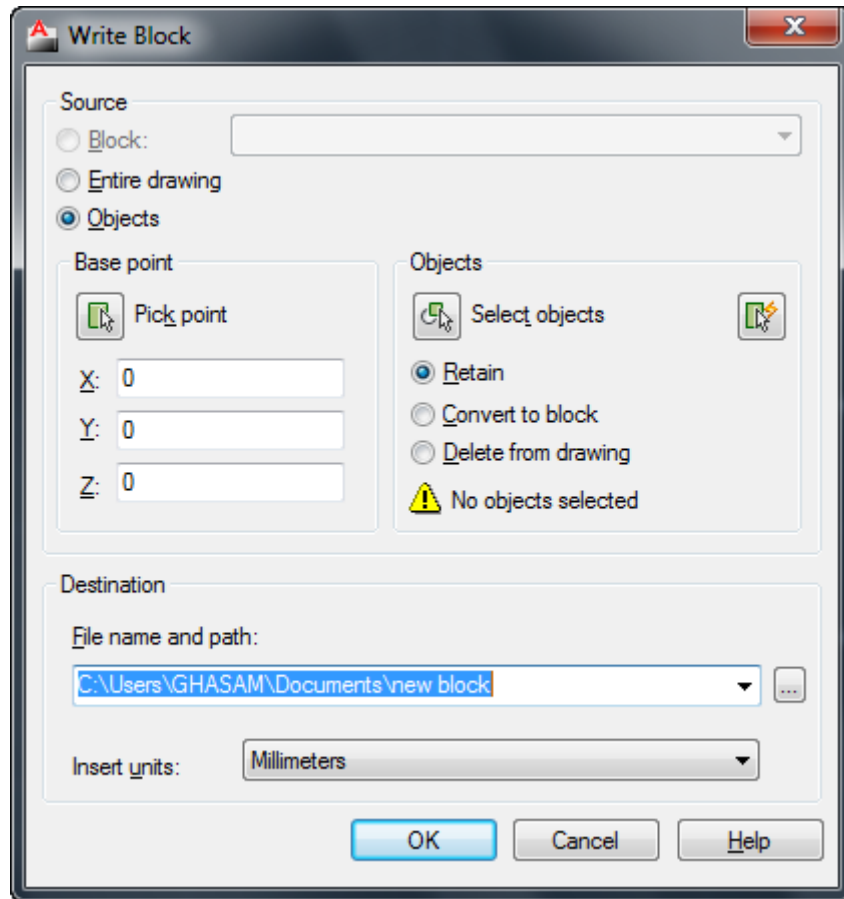 Write Block
Source
Block:
Entire drawing
Objects
Base point
Pick point
X: 0
Y: 0
Z: 0
Objects
Select objects
Retain
Convert to block
Delete from drawing
No objects selected
Destination
File name and path:
C:\Users\GHASAM\Documents\new block
...
Insert units: Millimeters
OK Cancel Help